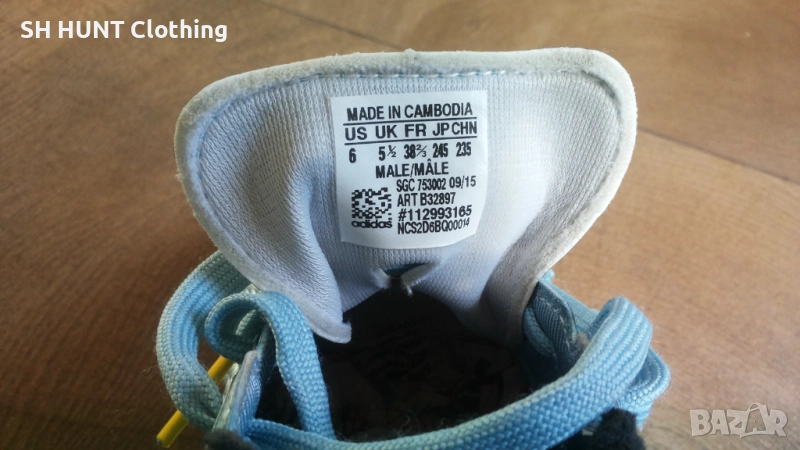 SH HUNT Clothing
MADE IN CAMBODIA
US UK FR JP CHN
6 5½ 38⅔ 245 235
MALE/MÂLE
SGC 753002 09/15
ART B32897
#112993165
adidas NCS2D6BQ00014
BAZAR